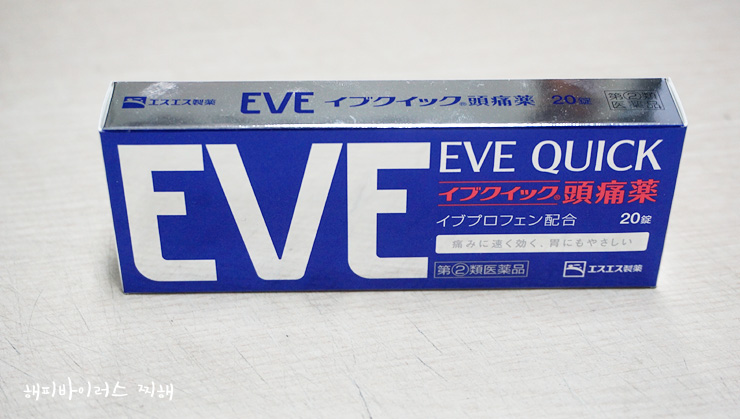 エスエス製薬 EVE イブクイック®頭痛薬 20錠 指②類医薬品
EVE
EVE QUICK
イブクイック®頭痛薬
イブプロフェン配合 20錠
痛みに速く効く、胃にもやさしい
指②類医薬品 エスエス製薬
해피바이러스 찌해